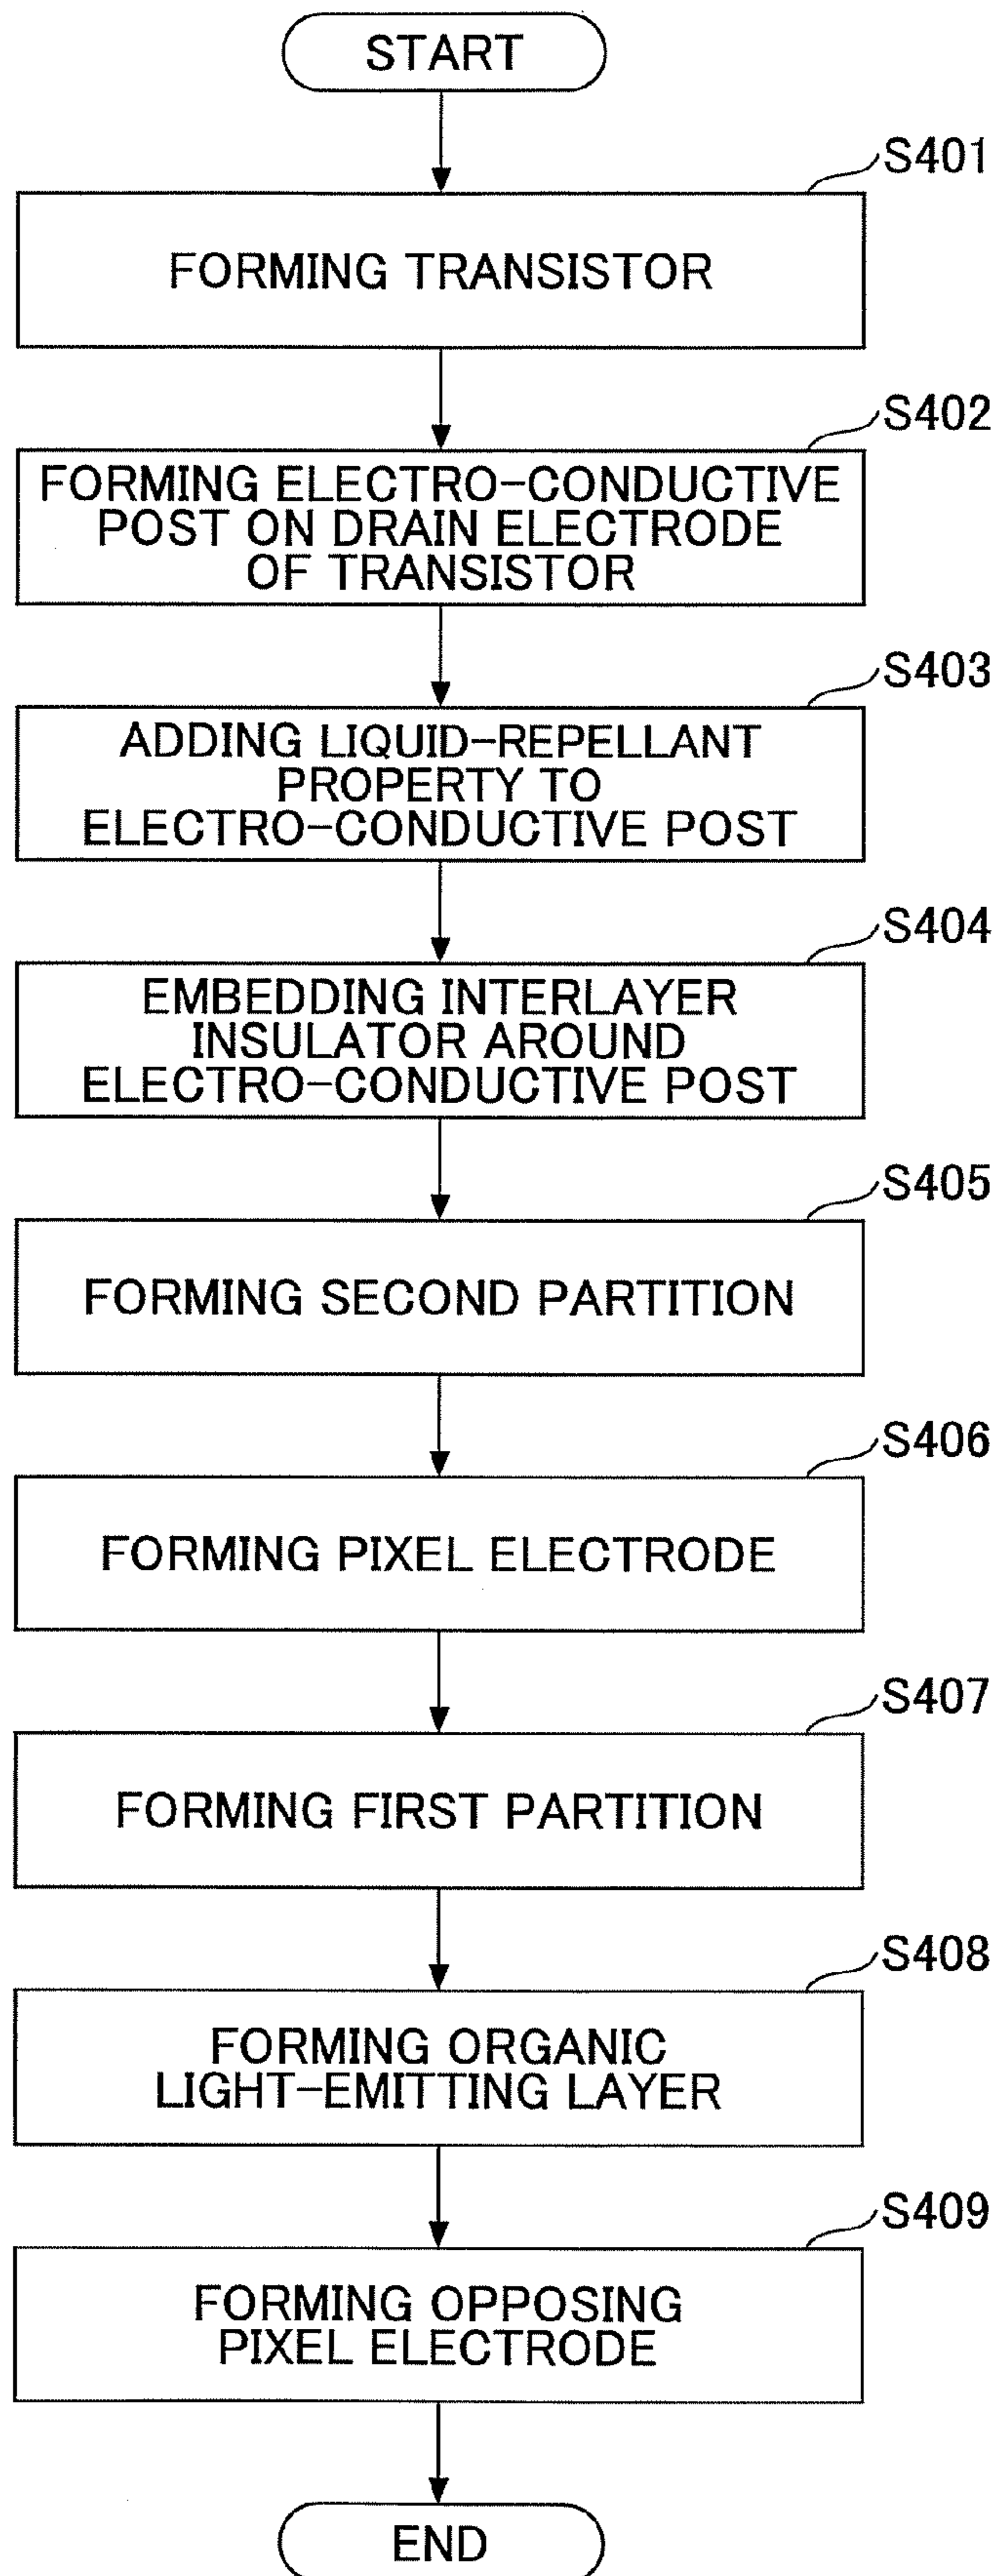 START
S401
FORMING TRANSISTOR
S402
FORMING ELECTRO-CONDUCTIVE
POST ON DRAIN ELECTRODE
OF TRANSISTOR
S403
ADDING LIQUID-REPELLANT
PROPERTY TO
ELECTRO-CONDUCTIVE POST
S404
EMBEDDING INTERLAYER
INSULATOR AROUND
ELECTRO-CONDUCTIVE POST
S405
FORMING SECOND PARTITION
S406
FORMING PIXEL ELECTRODE
S407
FORMING FIRST PARTITION
S408
FORMING ORGANIC
LIGHT-EMITTING LAYER
S409
FORMING OPPOSING
PIXEL ELECTRODE
END